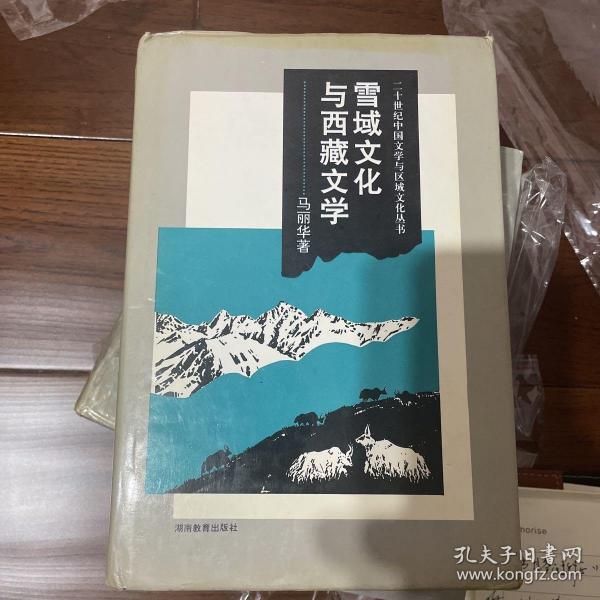 二十世纪中国文学与区域文化丛书
雪域文化
与西藏文学
马丽华著
湖南教育出版社
morise
孔夫子旧书网
www.kongfz.com